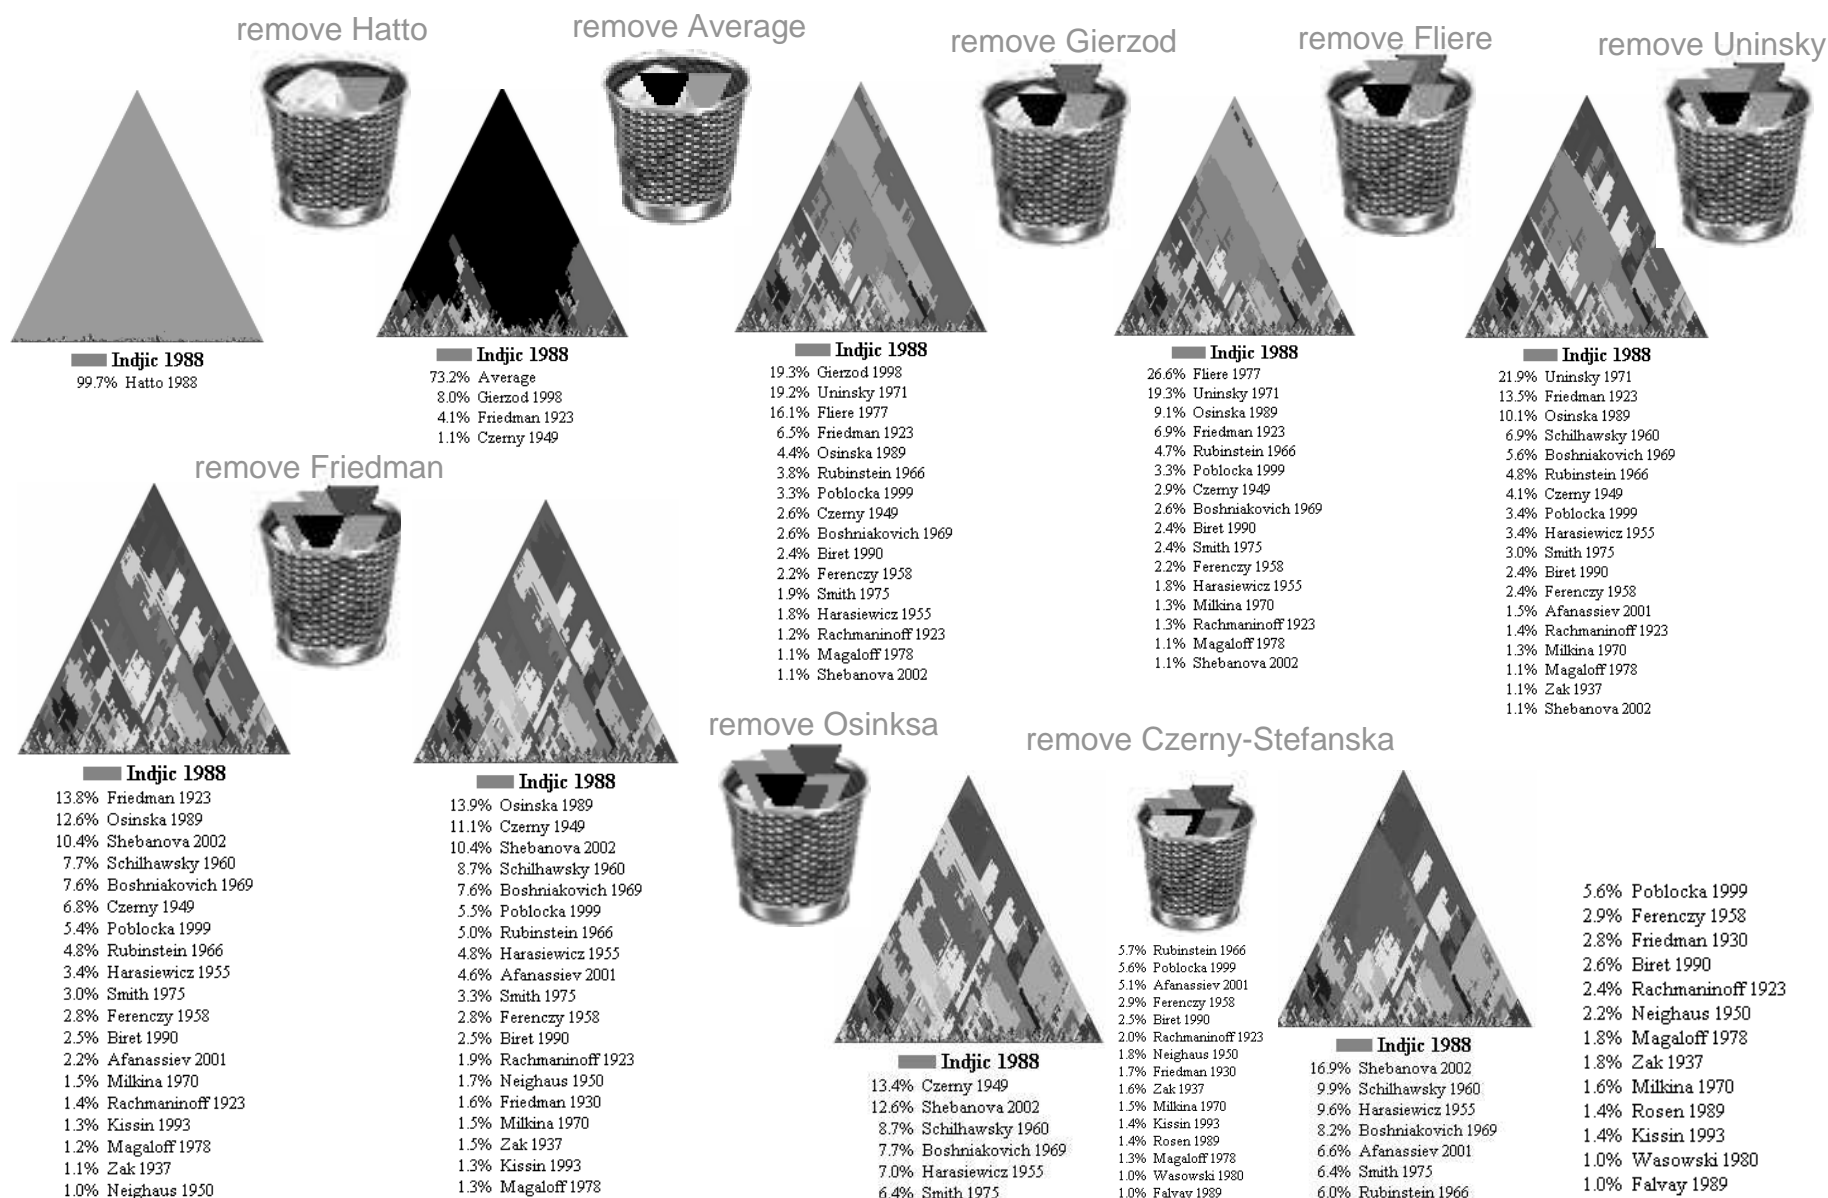 remove Hatto
remove Average
remove Gierzod
remove Fliere
remove Uninsky
Indjic 1988
99.7% Hatto 1988
Indjic 1988
73.2% Average
8.0% Gierzod 1998
4.1% Friedman 1923
1.1% Czerny 1949
Indjic 1988
19.3% Gierzod 1998
19.2% Uninsky 1971
16.1% Fliere 1977
6.5% Friedman 1923
4.4% Osinska 1989
3.8% Rubinstein 1966
3.3% Poblocka 1999
2.6% Czerny 1949
2.6% Boshniakovich 1969
2.4% Biret 1990
2.2% Ferenczy 1958
1.9% Smith 1975
1.8% Harasiewicz 1955
1.2% Rachmaninoff 1923
1.1% Magaloff 1978
1.1% Shebanova 2002
Indjic 1988
26.6% Fliere 1977
19.3% Uninsky 1971
9.1% Osinska 1989
6.9% Friedman 1923
4.7% Rubinstein 1966
3.3% Poblocka 1999
2.9% Czerny 1949
2.6% Boshniakovich 1969
2.4% Biret 1990
2.4% Smith 1975
2.2% Ferenczy 1958
1.8% Harasiewicz 1955
1.3% Milkina 1970
1.3% Rachmaninoff 1923
1.1% Magaloff 1978
1.1% Shebanova 2002
Indjic 1988
21.9% Uninsky 1971
13.5% Friedman 1923
10.1% Osinska 1989
6.9% Schilhawsky 1960
5.6% Boshniakovich 1969
4.8% Rubinstein 1966
4.1% Czerny 1949
3.4% Poblocka 1999
3.4% Harasiewicz 1955
3.0% Smith 1975
2.4% Biret 1990
2.4% Ferenczy 1958
1.5% Afanassiev 2001
1.4% Rachmaninoff 1923
1.3% Milkina 1970
1.1% Magaloff 1978
1.1% Zak 1937
1.1% Shebanova 2002
remove Friedman
Indjic 1988
13.8% Friedman 1923
12.6% Osinska 1989
10.4% Shebanova 2002
7.7% Schilhawsky 1960
7.6% Boshniakovich 1969
6.8% Czerny 1949
5.4% Poblocka 1999
4.8% Rubinstein 1966
3.4% Harasiewicz 1955
3.0% Smith 1975
2.8% Ferenczy 1958
2.5% Biret 1990
2.2% Afanassiev 2001
1.5% Milkina 1970
1.4% Rachmaninoff 1923
1.3% Kissin 1993
1.2% Magaloff 1978
1.1% Zak 1937
1.0% Neighaus 1950
Indjic 1988
13.9% Osinska 1989
11.1% Czerny 1949
10.4% Shebanova 2002
8.7% Schilhawsky 1960
7.6% Boshniakovich 1969
5.5% Poblocka 1999
5.0% Rubinstein 1966
4.8% Harasiewicz 1955
4.6% Afanassiev 2001
3.3% Smith 1975
2.8% Ferenczy 1958
2.5% Biret 1990
1.9% Rachmaninoff 1923
1.7% Neighaus 1950
1.6% Friedman 1930
1.5% Milkina 1970
1.5% Zak 1937
1.3% Kissin 1993
1.3% Magaloff 1978
remove Osinksa
remove Czerny-Stefanska
Indjic 1988
13.4% Czerny 1949
12.6% Shebanova 2002
8.7% Schilhawsky 1960
7.7% Boshniakovich 1969
7.0% Harasiewicz 1955
6.4% Smith 1975
5.7% Rubinstein 1966
5.6% Poblocka 1999
5.1% Afanassiev 2001
2.9% Ferenczy 1958
2.5% Biret 1990
2.0% Rachmaninoff 1923
1.8% Neighaus 1950
1.7% Friedman 1930
1.6% Zak 1937
1.5% Milkina 1970
1.4% Kissin 1993
1.4% Rosen 1989
1.3% Magaloff 1978
1.0% Wasowski 1980
1.0% Falvay 1989
Indjic 1988
16.9% Shebanova 2002
9.9% Schilhawsky 1960
9.6% Harasiewicz 1955
8.2% Boshniakovich 1969
6.6% Afanassiev 2001
6.4% Smith 1975
6.0% Rubinstein 1966
5.6% Poblocka 1999
2.9% Ferenczy 1958
2.8% Friedman 1930
2.6% Biret 1990
2.4% Rachmaninoff 1923
2.2% Neighaus 1950
1.8% Magaloff 1978
1.8% Zak 1937
1.6% Milkina 1970
1.4% Rosen 1989
1.4% Kissin 1993
1.0% Wasowski 1980
1.0% Falvay 1989